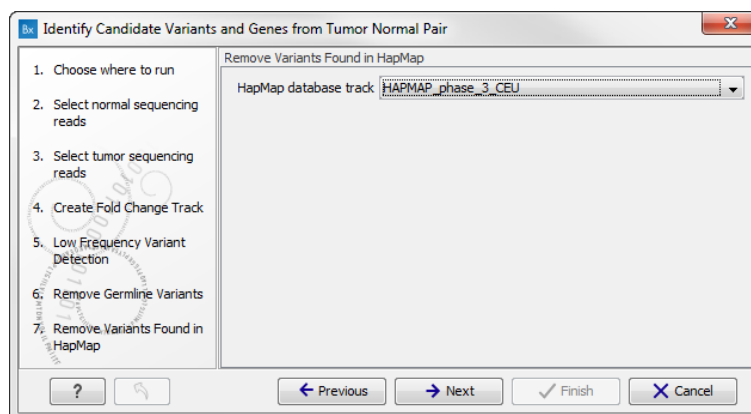 Bx Identify Candidate Variants and Genes from Tumor Normal Pair
1. Choose where to run
2. Select normal sequencing
reads
3. Select tumor sequencing
reads
4. Create Fold Change Track
5. Low Frequency Variant
Detection
6. Remove Germline Variants
7. Remove Variants Found in
HapMap
Remove Variants Found in HapMap
HapMap database track HAPMAP_phase_3_CEU
? Previous Next Finish Cancel